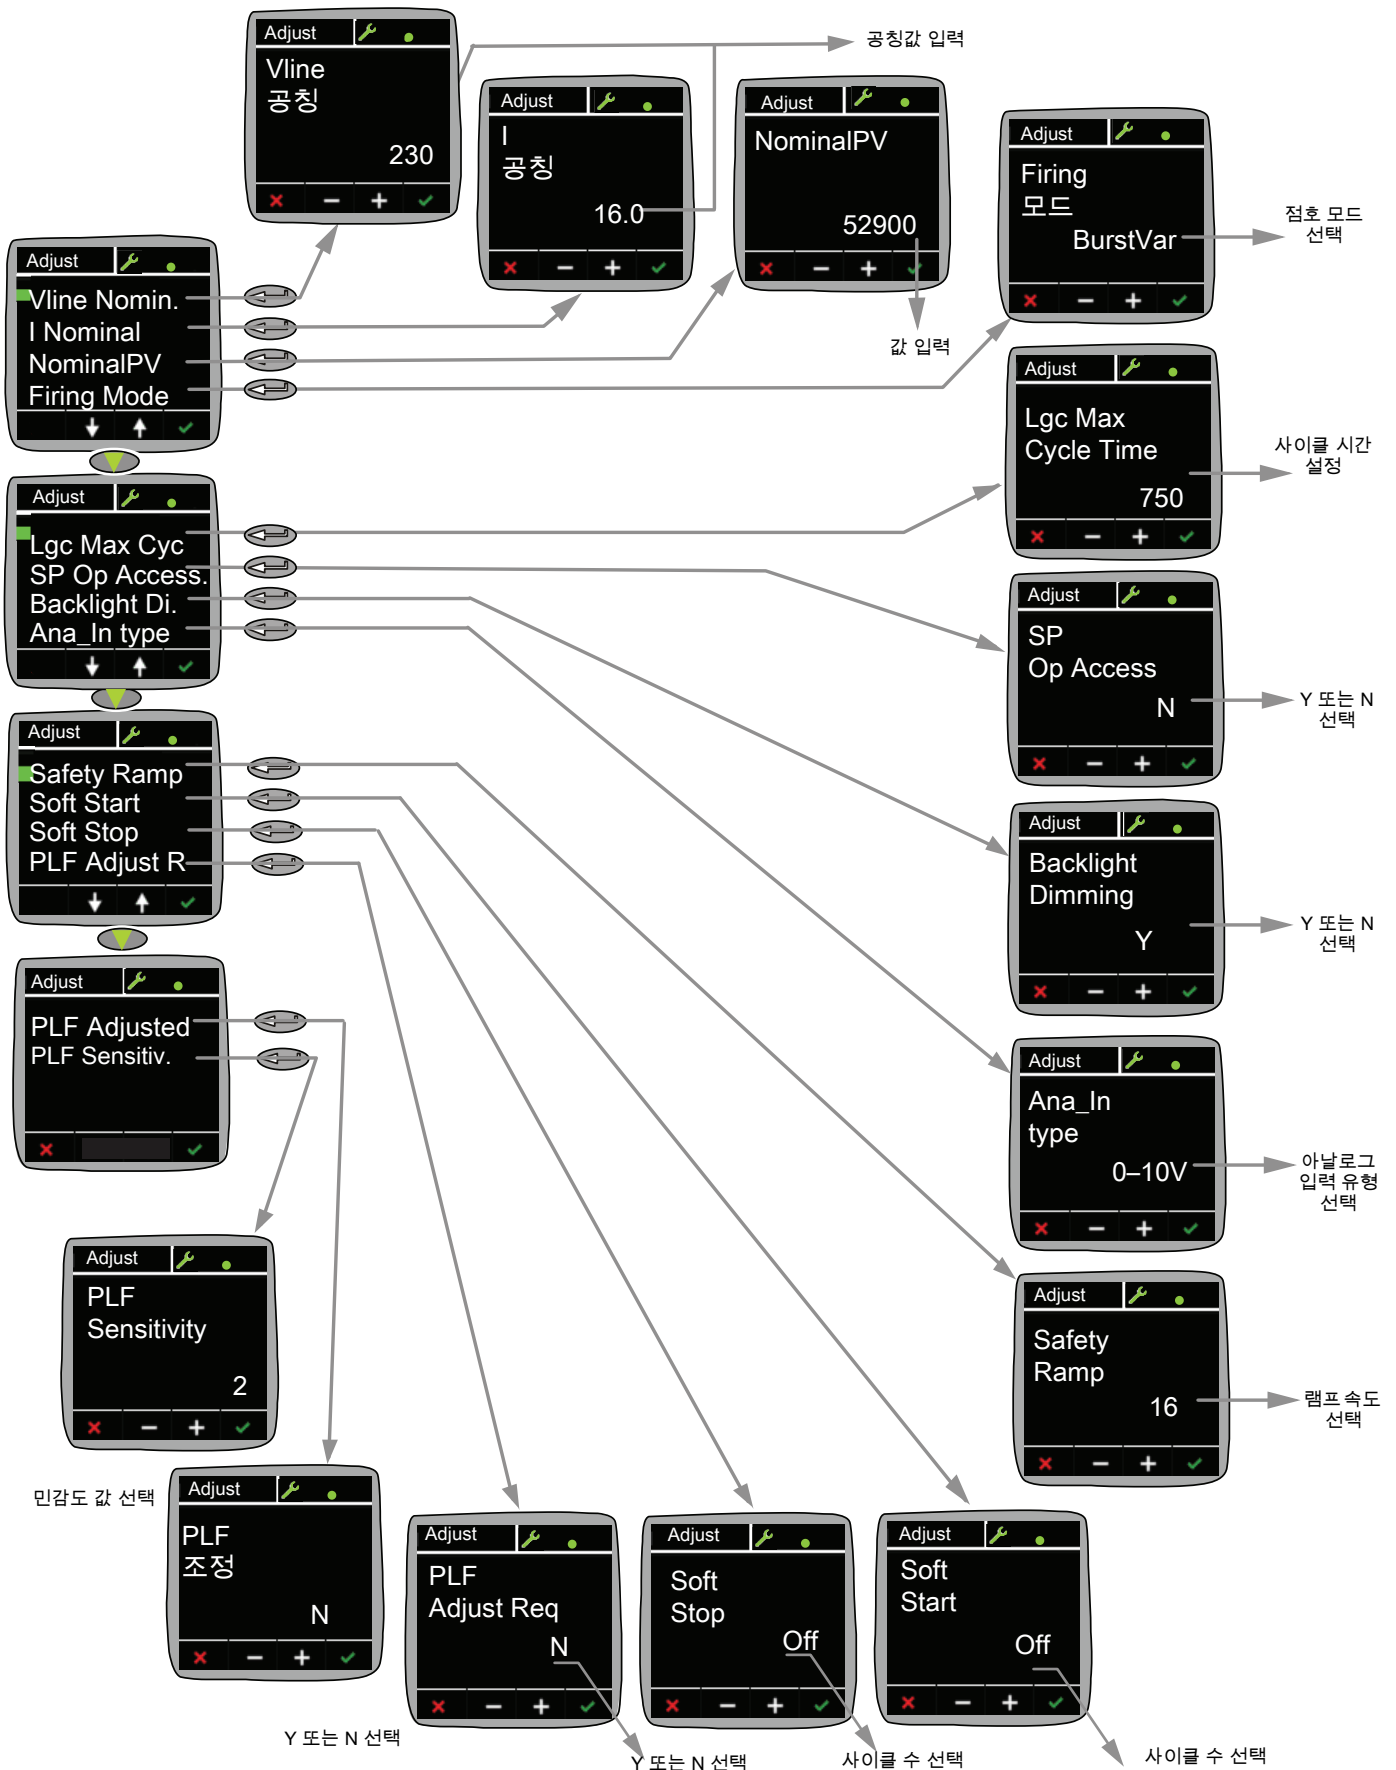 Adjust
Vline
공칭
230
공칭값 입력
Adjust
I
공칭
16.0
Adjust
NominalPV
52900
값 입력
Adjust
Firing
모드
BurstVar
점호 모드
선택
Adjust
Vline Nomin.
I Nominal
NominalPV
Firing Mode
Adjust
Lgc Max
Cycle Time
750
사이클 시간
설정
Adjust
Lgc Max Cyc
SP Op Access.
Backlight Di.
Ana_In type
Adjust
SP
Op Access
N
Y 또는 N
선택
Adjust
Safety Ramp
Soft Start
Soft Stop
PLF Adjust R
Adjust
Backlight
Dimming
Y
Y 또는 N
선택
Adjust
PLF Adjusted
PLF Sensitiv.
Adjust
Ana_In
type
0–10V
아날로그
입력 유형
선택
Adjust
PLF
Sensitivity
2
민감도 값 선택
Adjust
Safety
Ramp
16
램프 속도
선택
Adjust
PLF
조정
N
Y 또는 N 선택
Adjust
PLF
Adjust Req
N
Y 또는 N 선택
Adjust
Soft
Stop
Off
사이클 수 선택
Adjust
Soft
Start
Off
사이클 수 선택